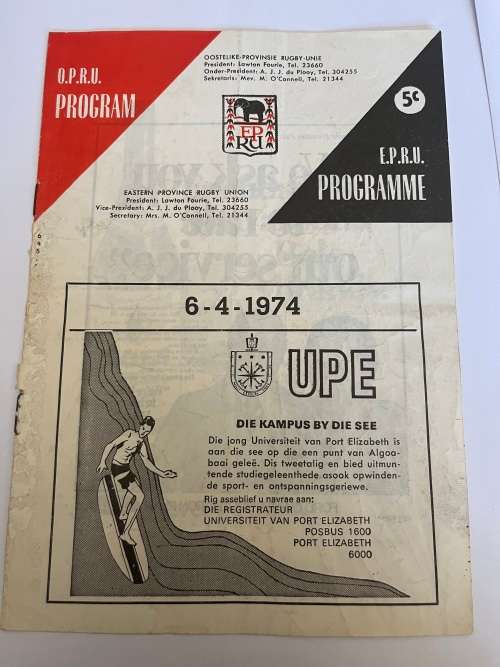 O.P.R.U.
PROGRAM
OOSTELIKE-PROVINSIE RUGBY-UNIE
President: Lawton Fourie, Tel. 23660
Onder-President: A. J. J. du Plooy, Tel. 304255
Sekretaris: Mev. M. O'Connell, Tel. 21344
5c
EP
RU
E.P.R.U.
PROGRAMME
EASTERN PROVINCE RUGBY UNION
President: Lawton Fourie, Tel. 23660
Vice-President: A. J. J. du Plooy, Tel. 304255
Secretary: Mrs. M. O'Connell, Tel. 21344
6-4-1974
UPE
DIE KAMPUS BY DIE SEE
Die jong Universiteit van Port Elizabeth is
aan die see op die een punt van Algoa-
baai geleë. Dis tweetalig en bied uitmun-
tende studiegeleenthede asook opwinden-
de sport- en ontspanningsgeriewe.
Rig asseblief u navrae aan:
DIE REGISTRATEUR
UNIVERSITEIT VAN PORT ELIZABETH
POSBUS 1600
PORT ELIZABETH
6000